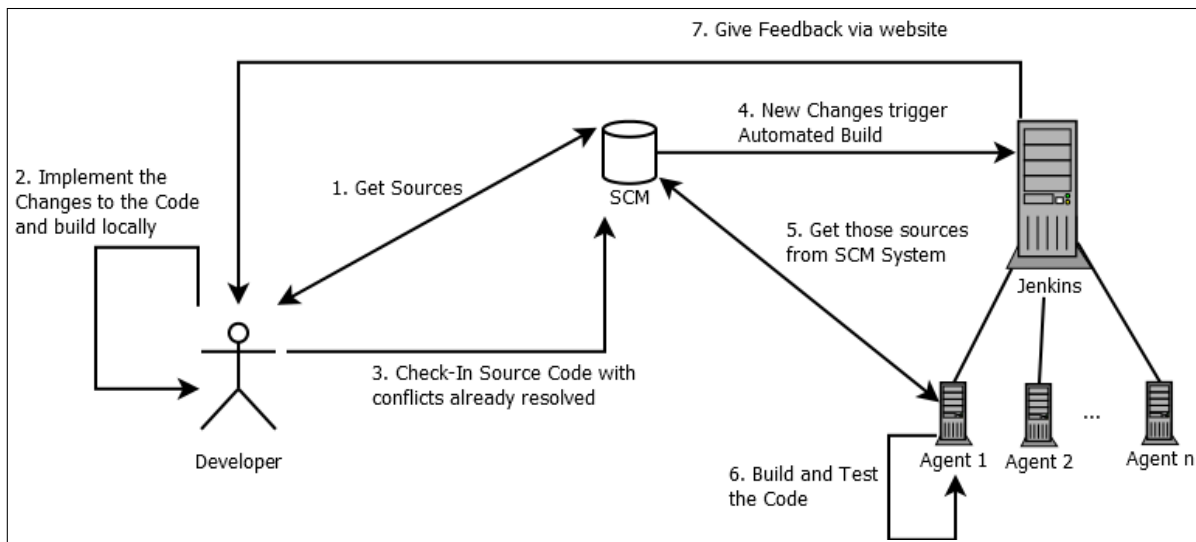 7. Give Feedback via website
4. New Changes trigger
Automated Build
2. Implement the
Changes to the Code
and build locally
1. Get Sources
SCM
5. Get those sources
from SCM System
Jenkins
3. Check-In Source Code with
conflicts already resolved
...
Developer
Agent 1
Agent 2
Agent n
6. Build and Test
the Code